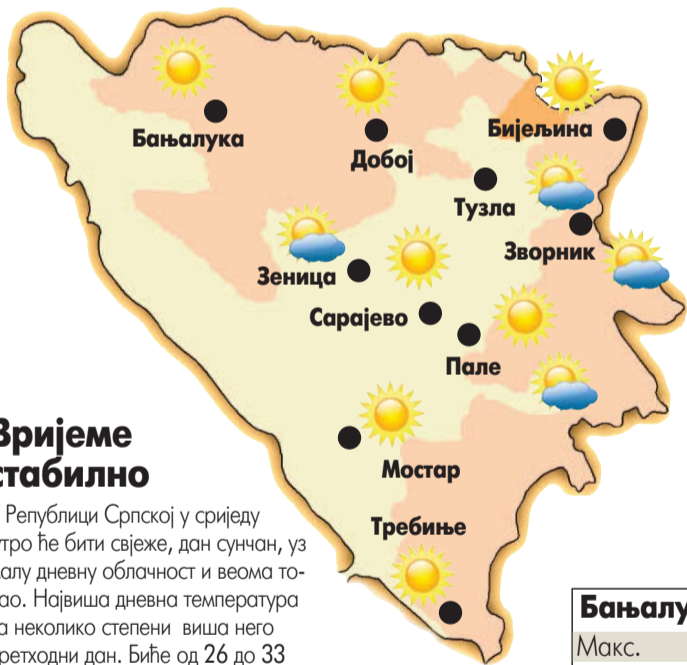 Бањалука
Добој
Бијељина
Тузла
Зворник
Зеница
Сарајево
Пале
Мостар
Требиње
Вријеме
стабилно
Републици Српској у сриједу
утро ће бити свјеже, дан сунчан, уз
малу дневну облачност и веома то-
ао. Највиша дневна температура
а неколико степени виша него
ретходни дан. Биће од 26 до 33
Бањалу
Макс.